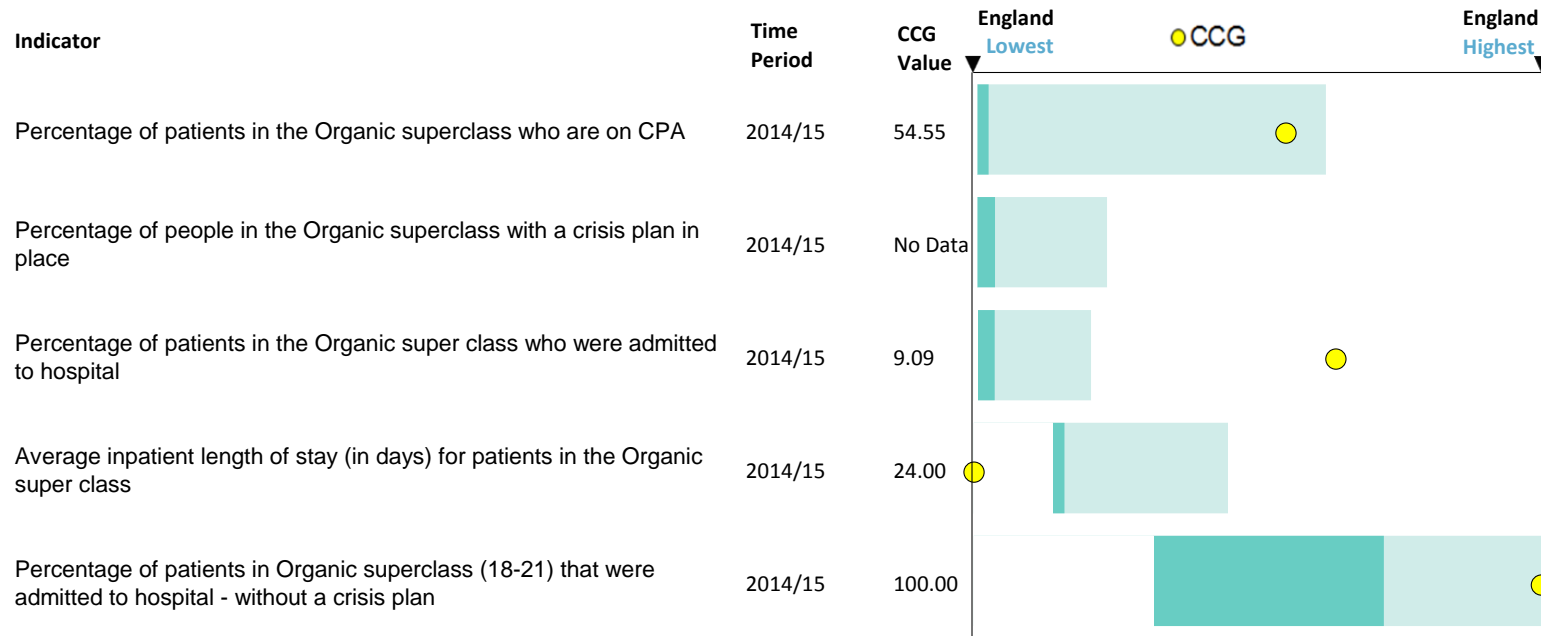 Indicator
Time Period
CCG Value
England Lowest
CCG
England Highest
Percentage of patients in the Organic superclass who are on CPA
2014/15
54.55
Percentage of people in the Organic superclass with a crisis plan in
place
2014/15
No Data
Percentage of patients in the Organic super class who were admitted
to hospital
2014/15
9.09
Average inpatient length of stay (in days) for patients in the Organic
super class
2014/15
24.00
Percentage of patients in Organic superclass (18-21) that were
admitted to hospital - without a crisis plan
2014/15
100.00